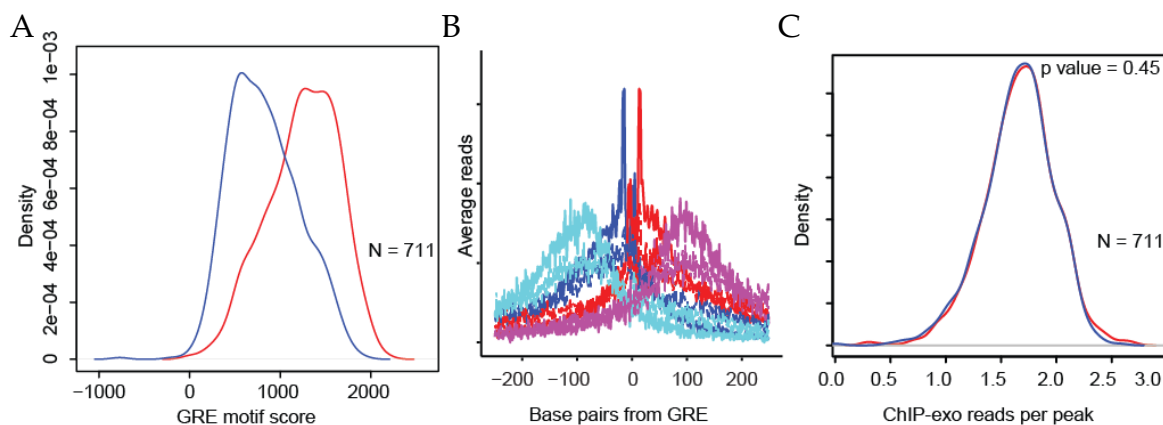 A
Density
0
2e-04
4e-04
6e-04
8e-04
1e-03
N = 711
−1000
0
1000
2000
GRE motif score
B
Average reads
−200
−100
0
100
200
Base pairs from GRE
C
p value = 0.45
Density
N = 711
0.0
0.5
1.0
1.5
2.0
2.5
3.0
ChIP-exo reads per peak